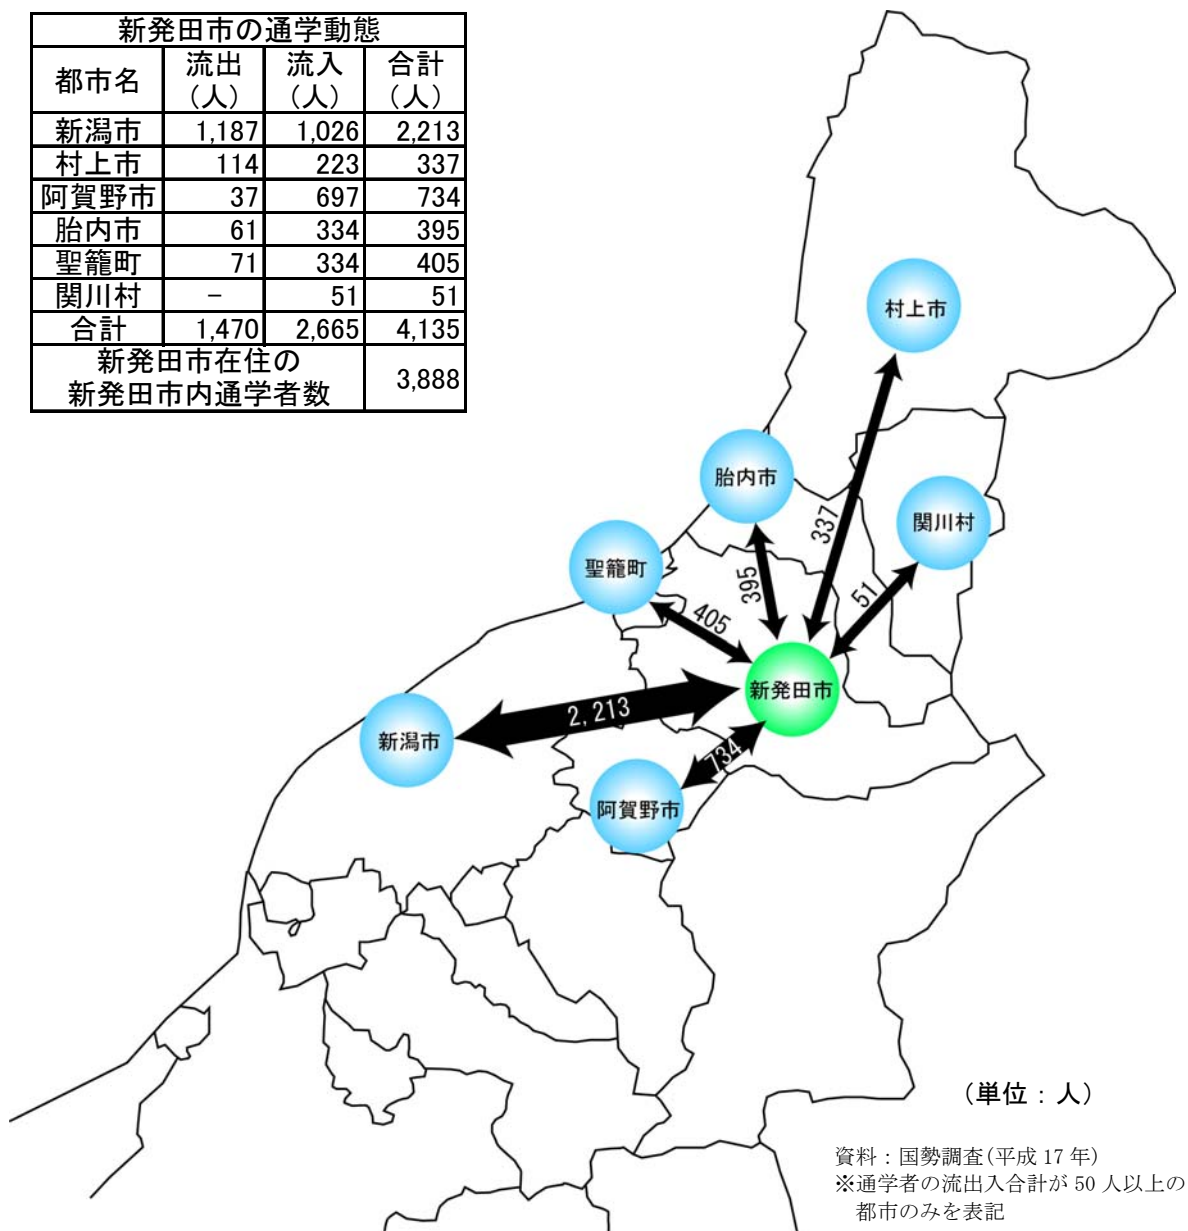 新発田市の通学動態
都市名 流出(人) 流入(人) 合計(人)
新潟市 1,187 1,026 2,213
村上市 114 223 337
阿賀野市 37 697 734
胎内市 61 334 395
聖籠町 71 334 405
関川村 － 51 51
合計 1,470 2,665 4,135
新発田市在住の
新発田市内通学者数 3,888
村上市
胎内市
関川村
聖籠町
新発田市
新潟市
阿賀野市
337
395
51
405
2,213
734
(単位：人)
資料：国勢調査(平成 17 年)
※通学者の流出入合計が 50 人以上の
都市のみを表記